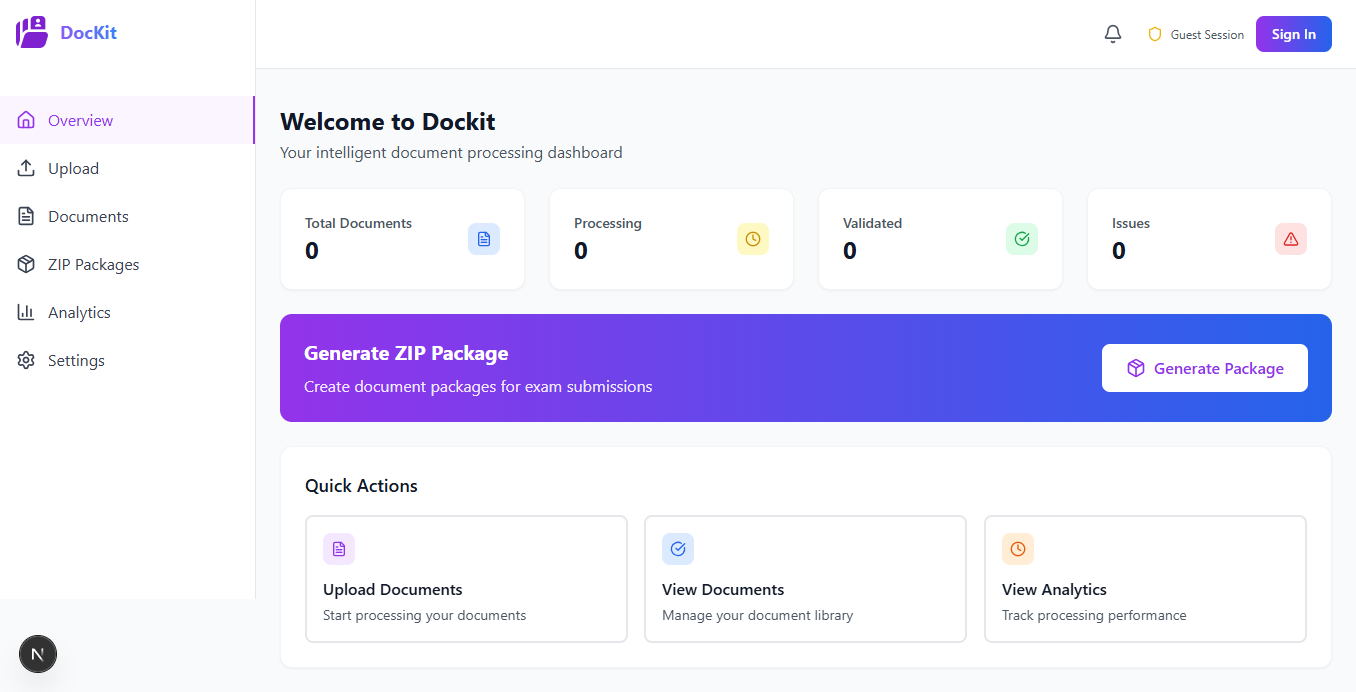 DocKit
Guest Session
Sign In
Overview
Upload
Documents
ZIP Packages
Analytics
Settings
Welcome to Dockit
Your intelligent document processing dashboard
Total Documents
0
Processing
0
Validated
0
Issues
0
Generate ZIP Package
Create document packages for exam submissions
Generate Package
Quick Actions
Upload Documents
Start processing your documents
View Documents
Manage your document library
View Analytics
Track processing performance
N